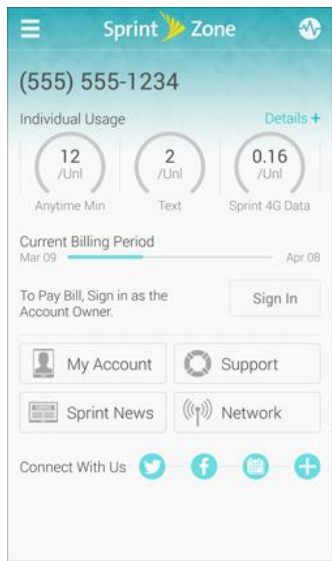 Sprint Zone
(555) 555-1234
Individual Usage Details +
12 2 0.16
/Unl /Unl /Unl
Anytime Min Text Sprint 4G Data
Current Billing Period
Mar 09 Apr 08
To Pay Bill, Sign in as the
Account Owner.
Sign In
My Account Support
Sprint News Network
Connect With Us